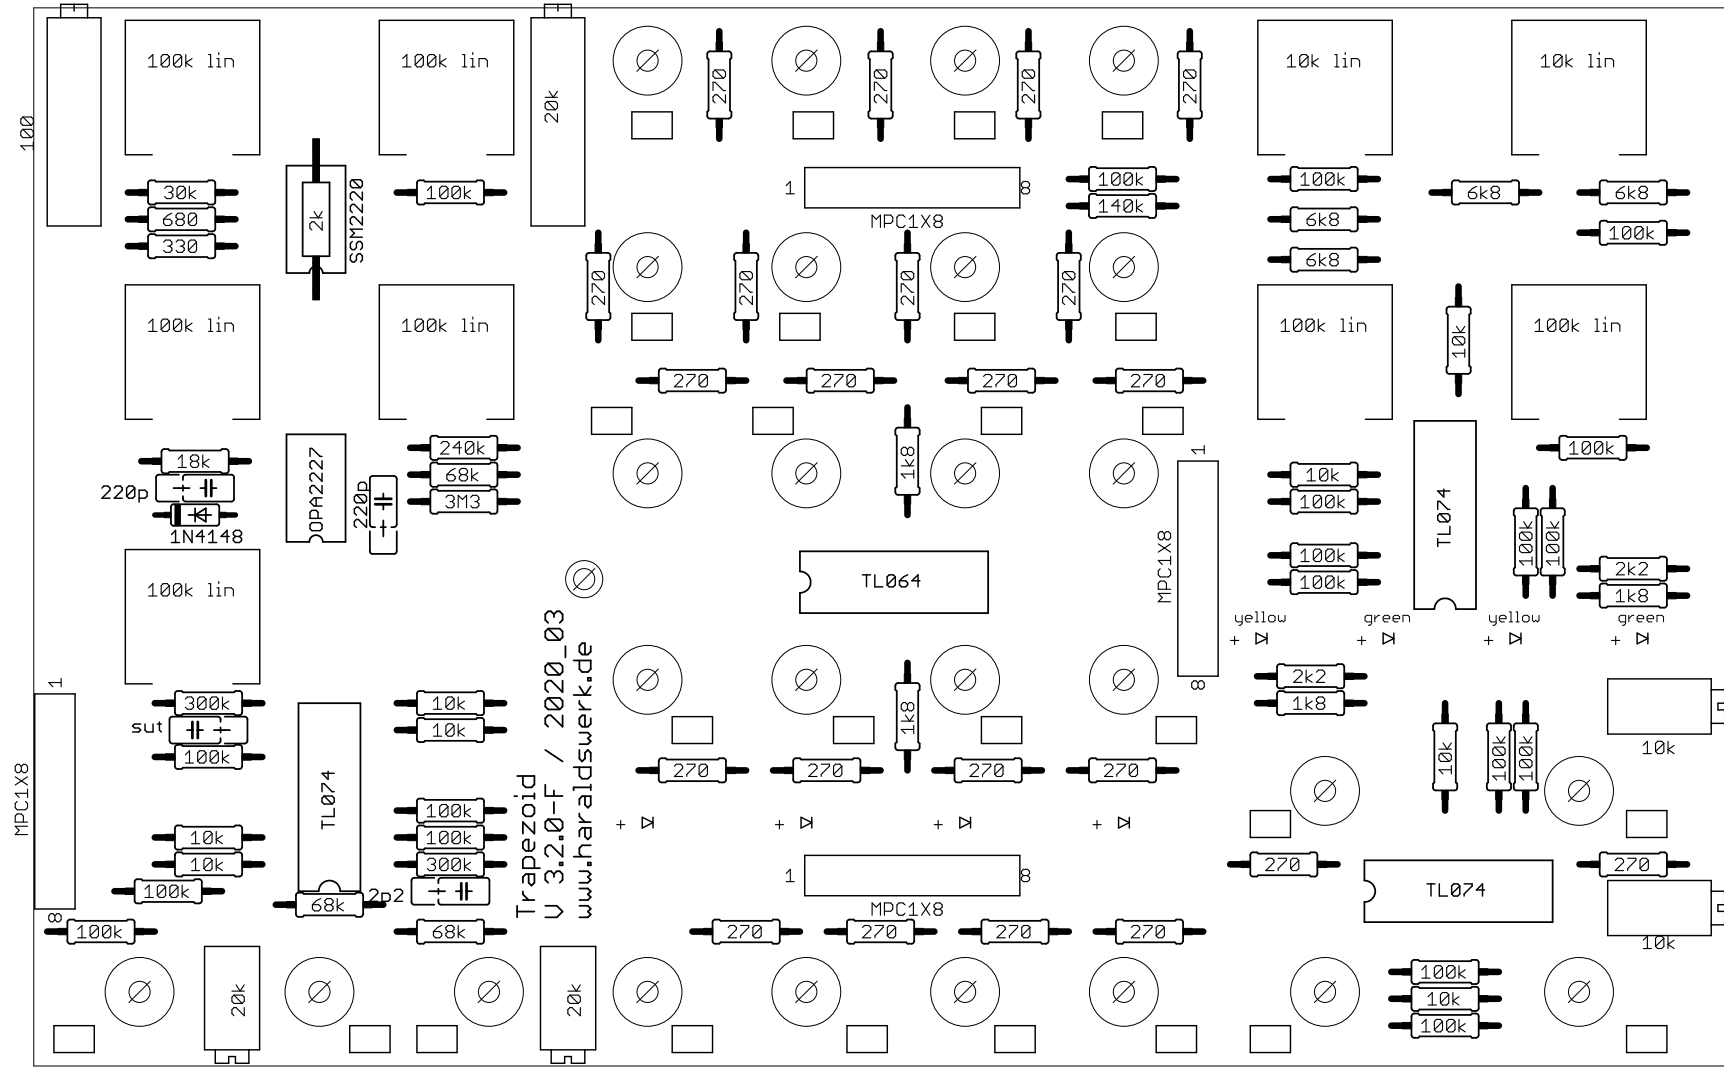 100k lin
100k lin
20k
100
270
270
270
270
10k lin
10k lin
30k
680
330
2k
SSM2220
100k
1
8
MPC1X8
100k
140k
100k
6k8
6k8
6k8
6k8
100k
270
270
270
270
100k lin
100k lin
100k lin
100k lin
10k
270
270
270
270
18k
220p
1N4148
OPA2227
220p
240k
68k
3M3
1k8
1
MPC1X8
8
10k
100k
100k
100k
TL074
100k
100k
100k
2k2
1k8
100k lin
TL064
yellow
green
yellow
green
+
+
+
+
2k2
1k8
1
MPC1X8
8
300k
sut
100k
10k
10k
TL074
10k
10k
100k
100k
100k
300k
2p2
68k
68k
100k
Trapezoid
V 3.2.0-F / 2020_03
www.haraldswerk.de
1k8
270
270
270
270
+
+
+
+
1
8
MPC1X8
10k
100k
100k
10k
270
270
TL074
10k
270
270
270
270
20k
20k
100k
10k
100k